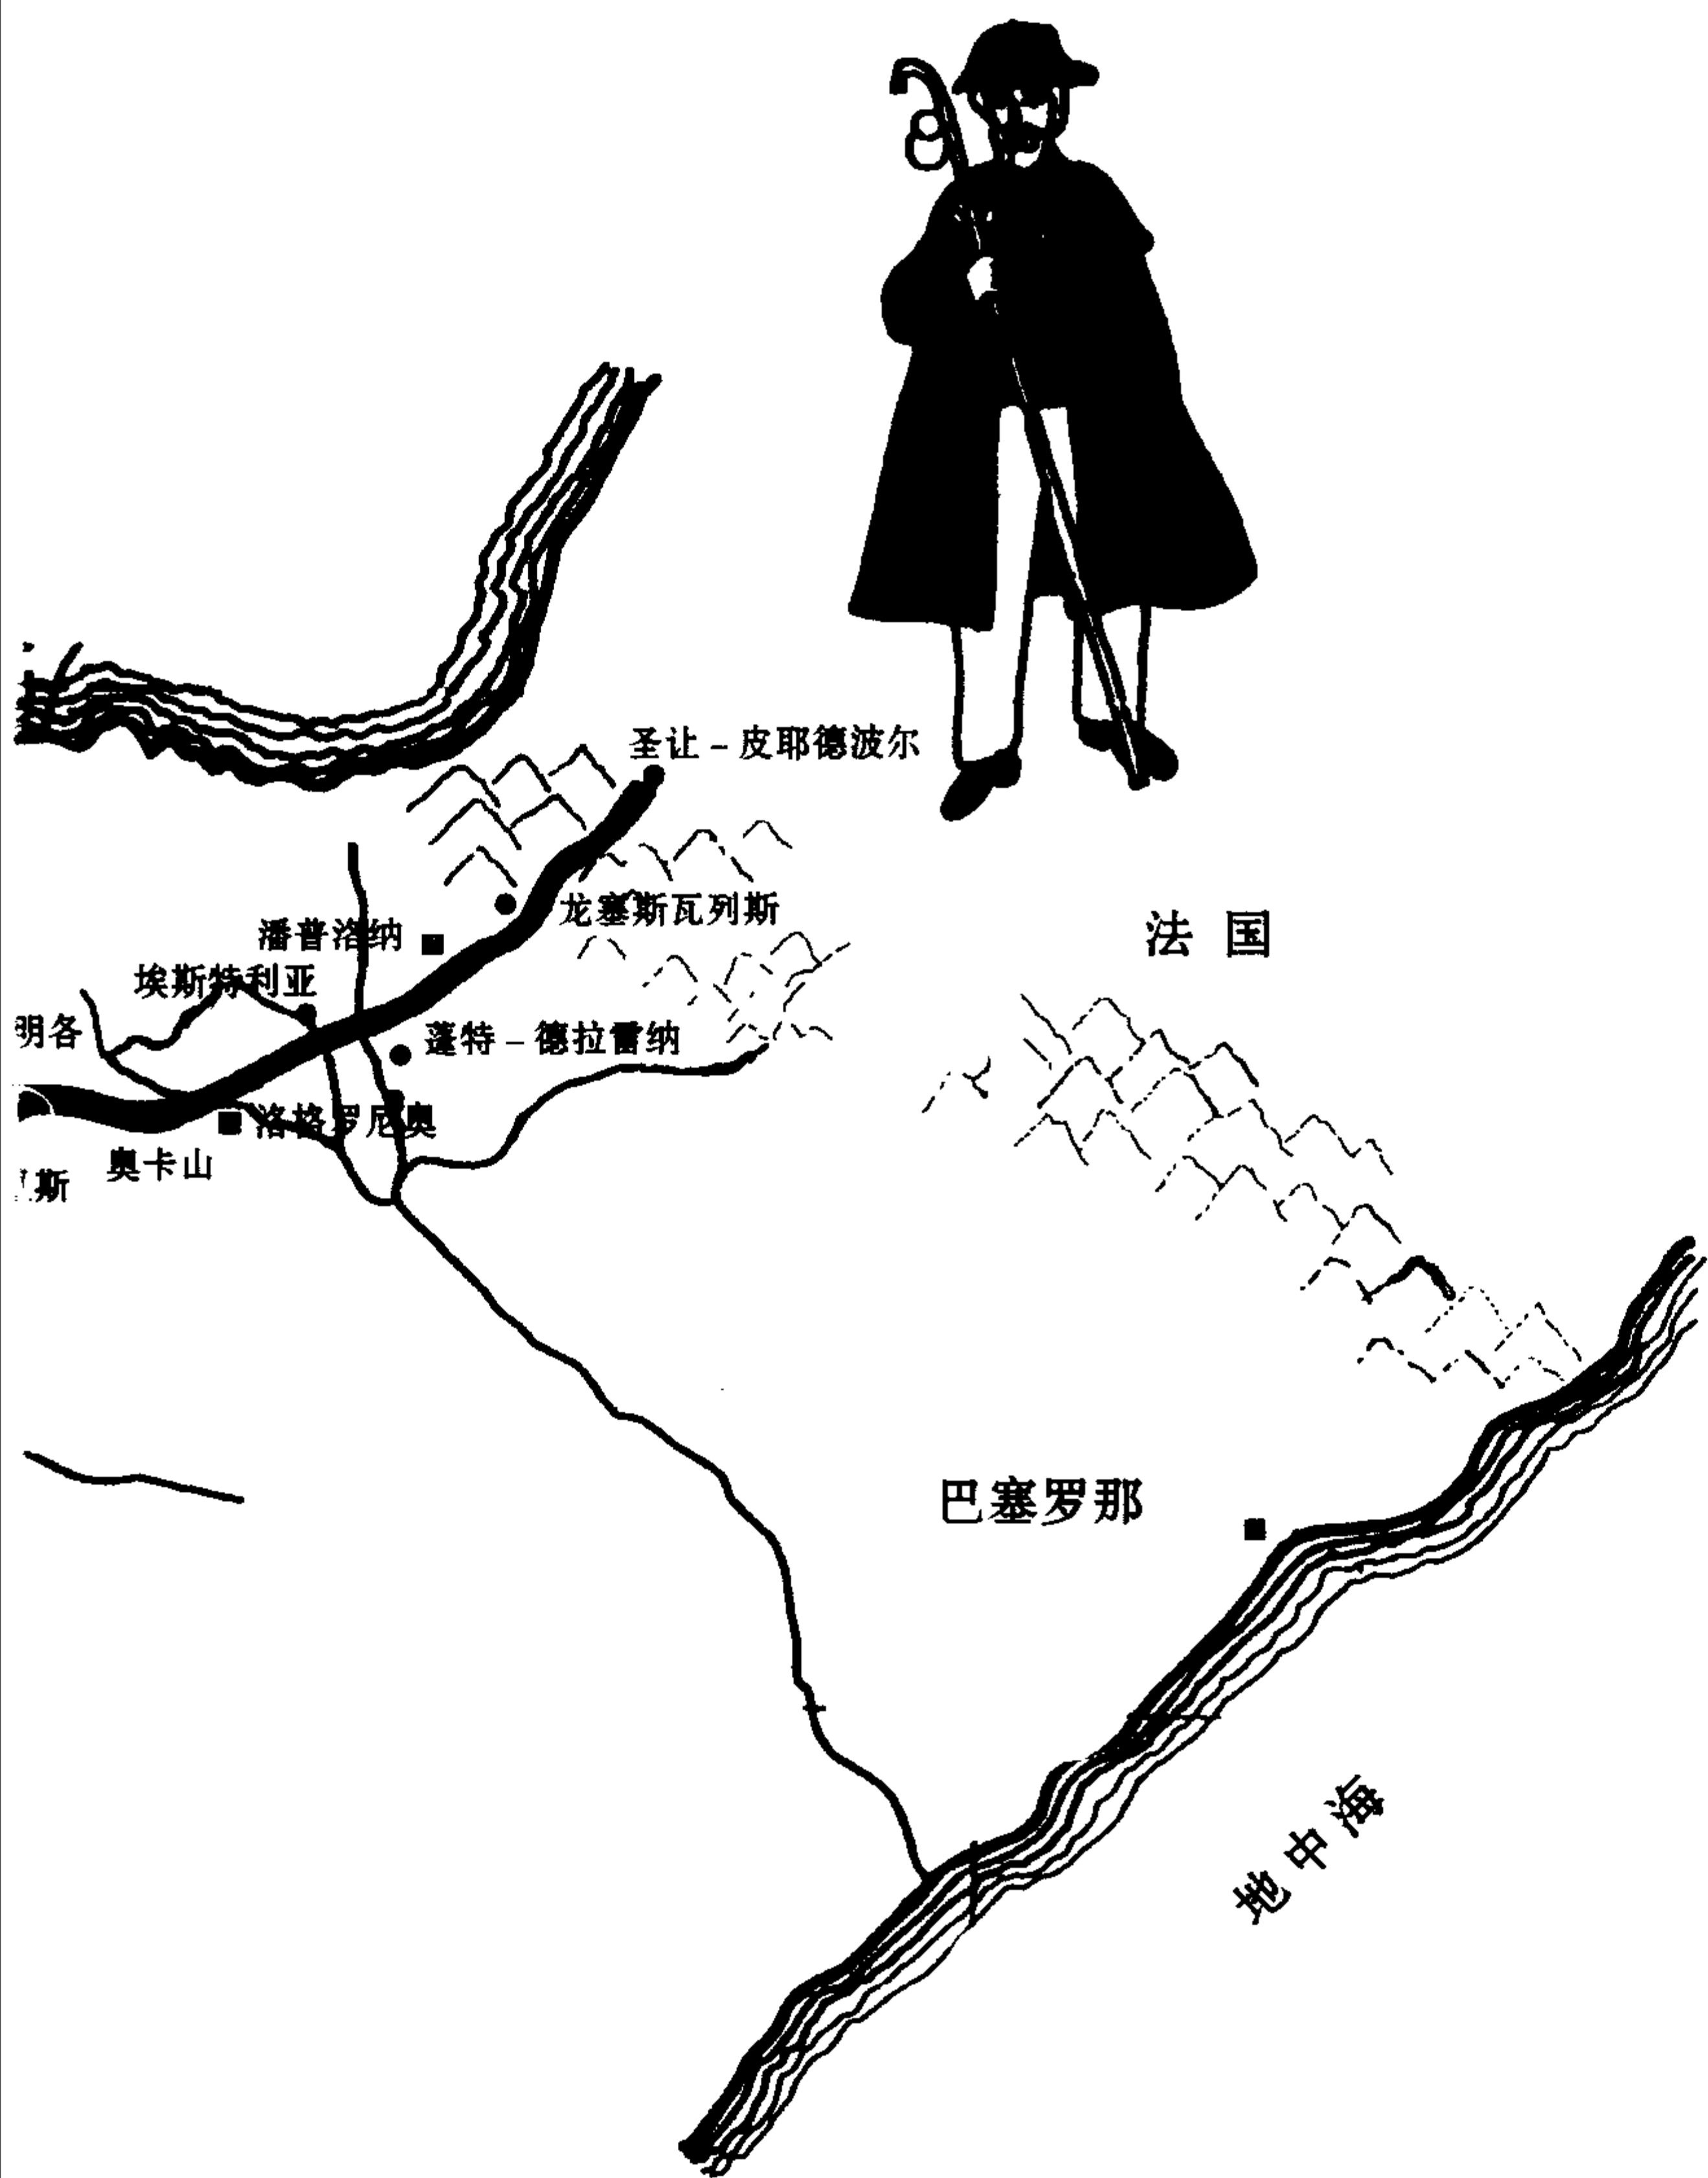 圣让－皮耶德波尔
龙塞斯瓦列斯
潘普洛纳
法国
埃斯特利亚
明各
蓬特－德拉雷纳
洛格罗尼奥
奥卡山
斯
巴塞罗那
地中海